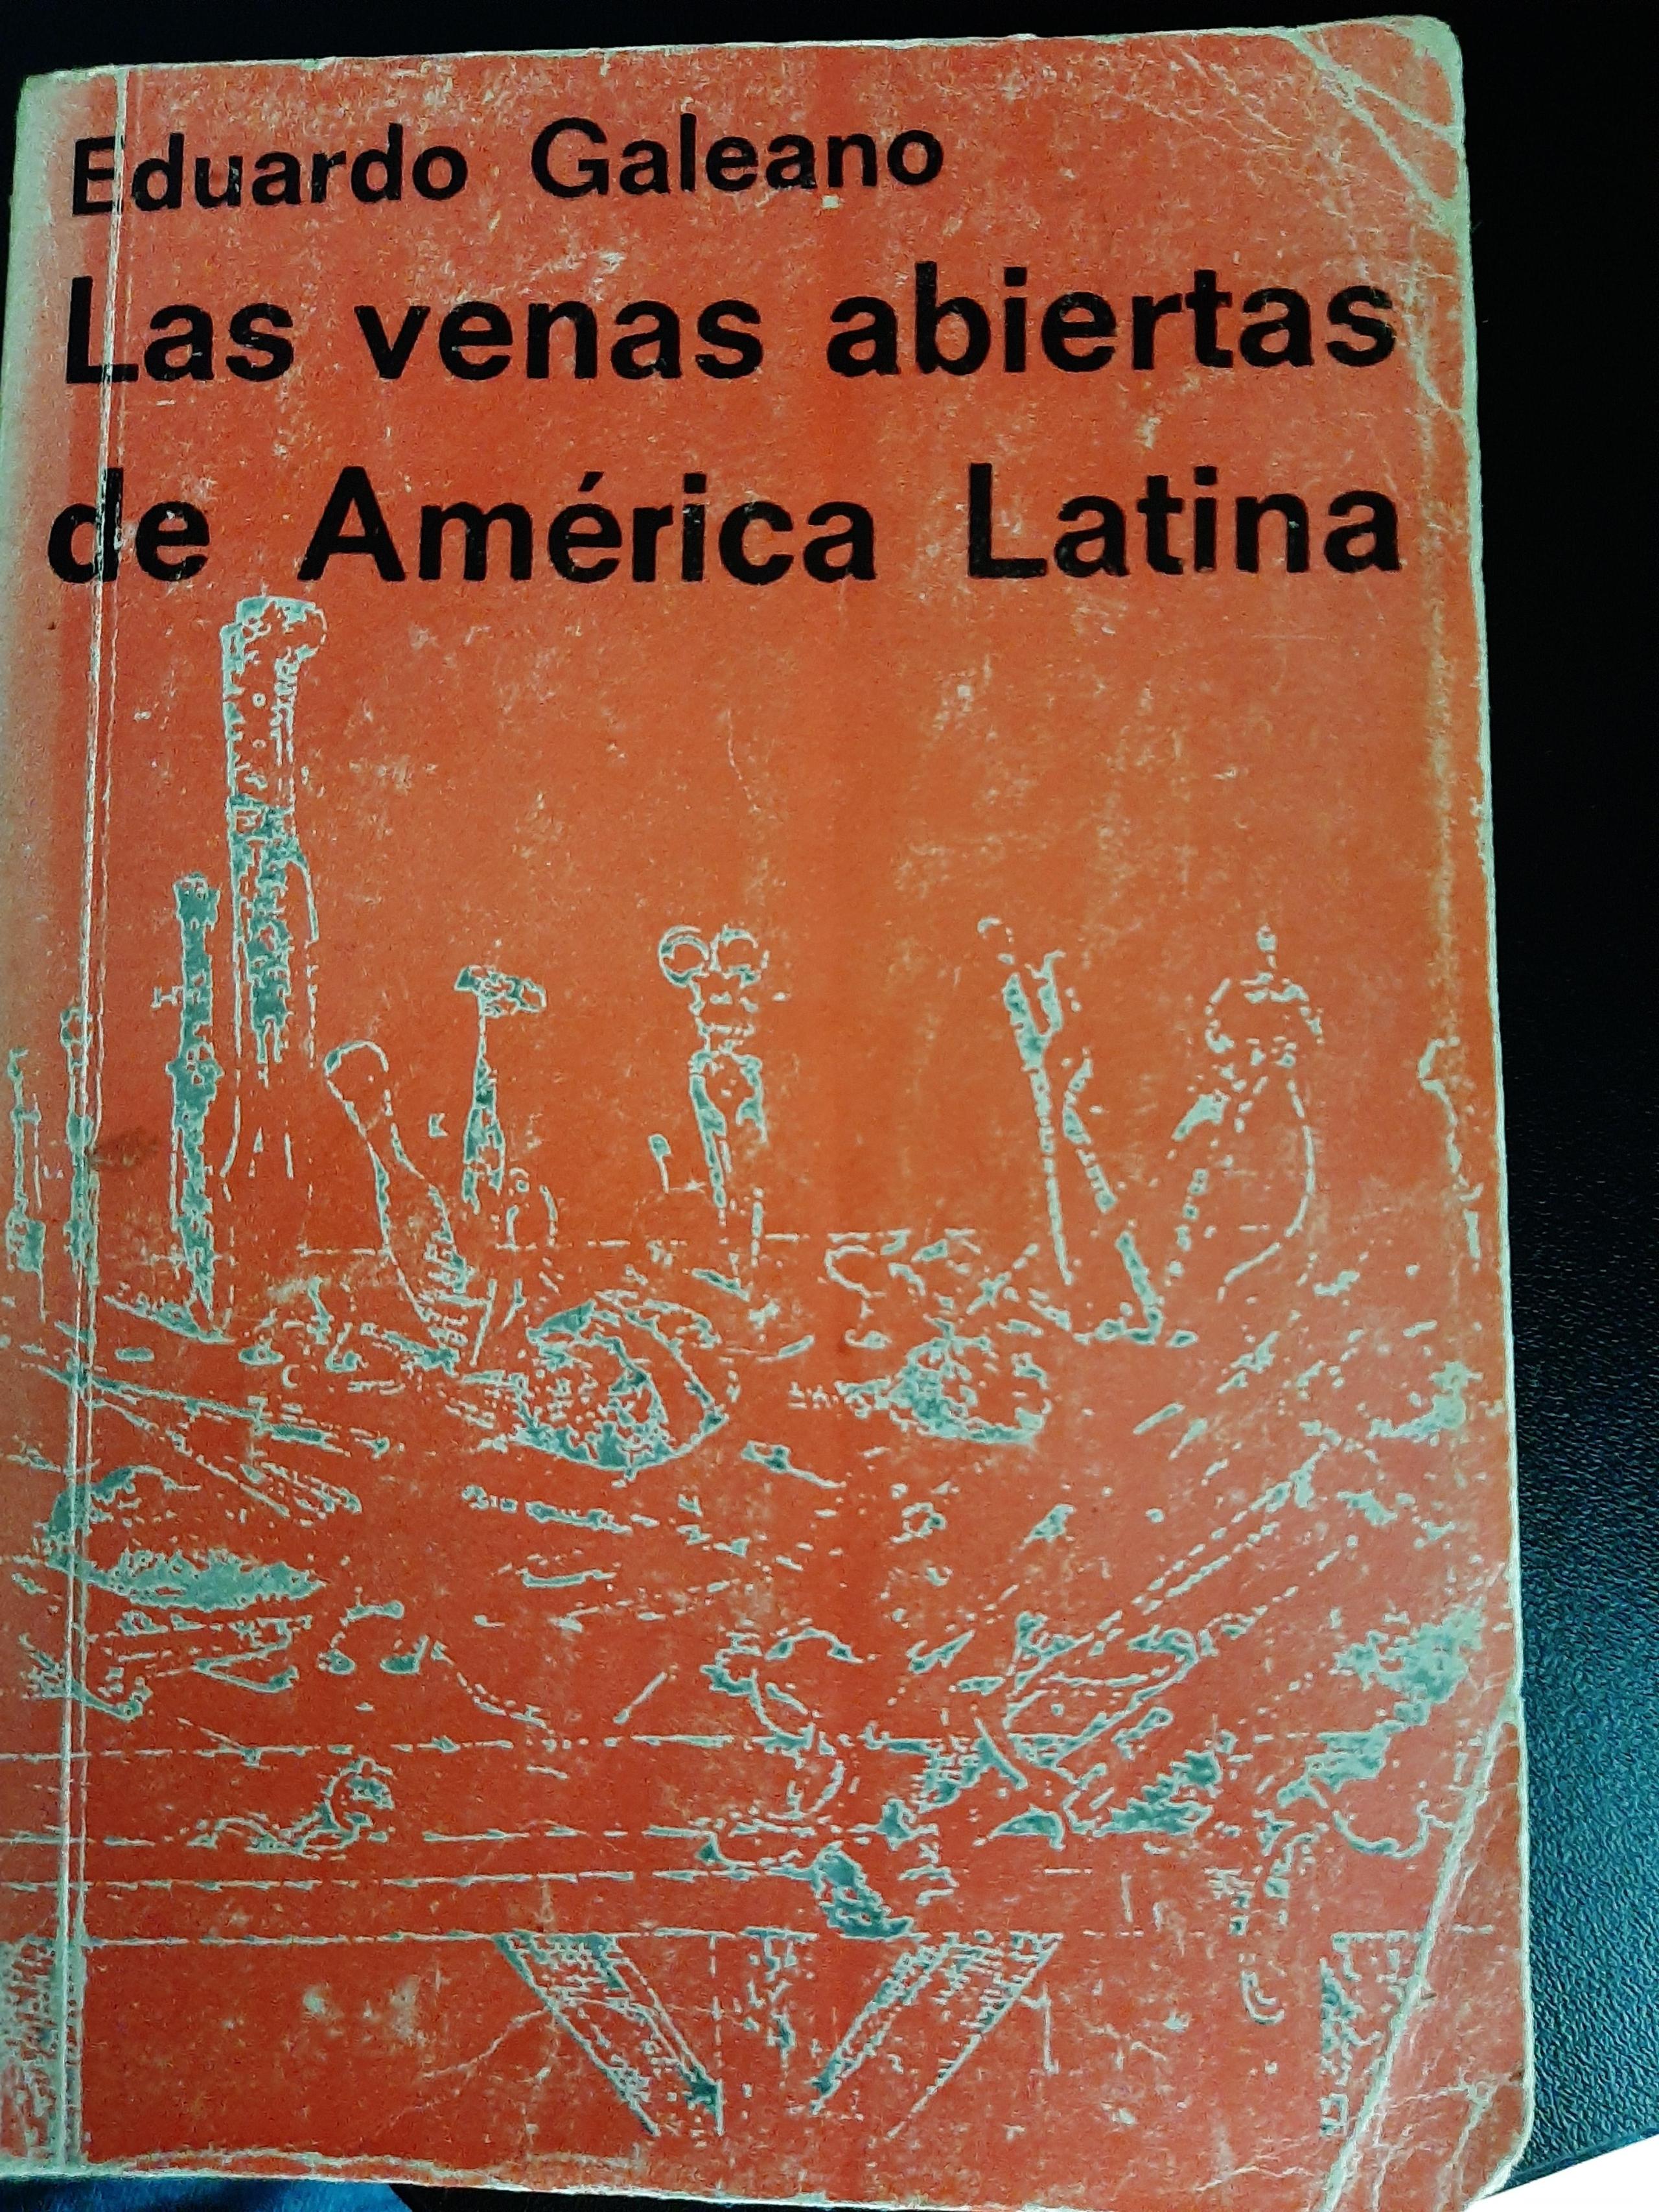 Eduardo Galeano
Las venas abiertas
de América Latina